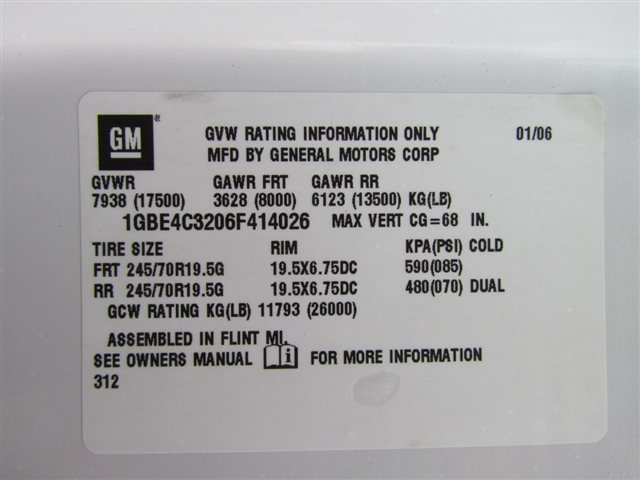 GM ®
GVW RATING INFORMATION ONLY 01/06
MFD BY GENERAL MOTORS CORP
GVWR GAWR FRT GAWR RR
7938 (17500) 3628 (8000) 6123 (13500) KG(LB)
1GBE4C3206F414026 MAX VERT CG=68 IN.
TIRE SIZE RIM KPA(PSI) COLD
FRT 245/70R19.5G 19.5X6.75DC 590(085)
RR 245/70R19.5G 19.5X6.75DC 480(070) DUAL
GCW RATING KG(LB) 11793 (26000)
ASSEMBLED IN FLINT MI.
SEE OWNERS MANUAL i FOR MORE INFORMATION
312